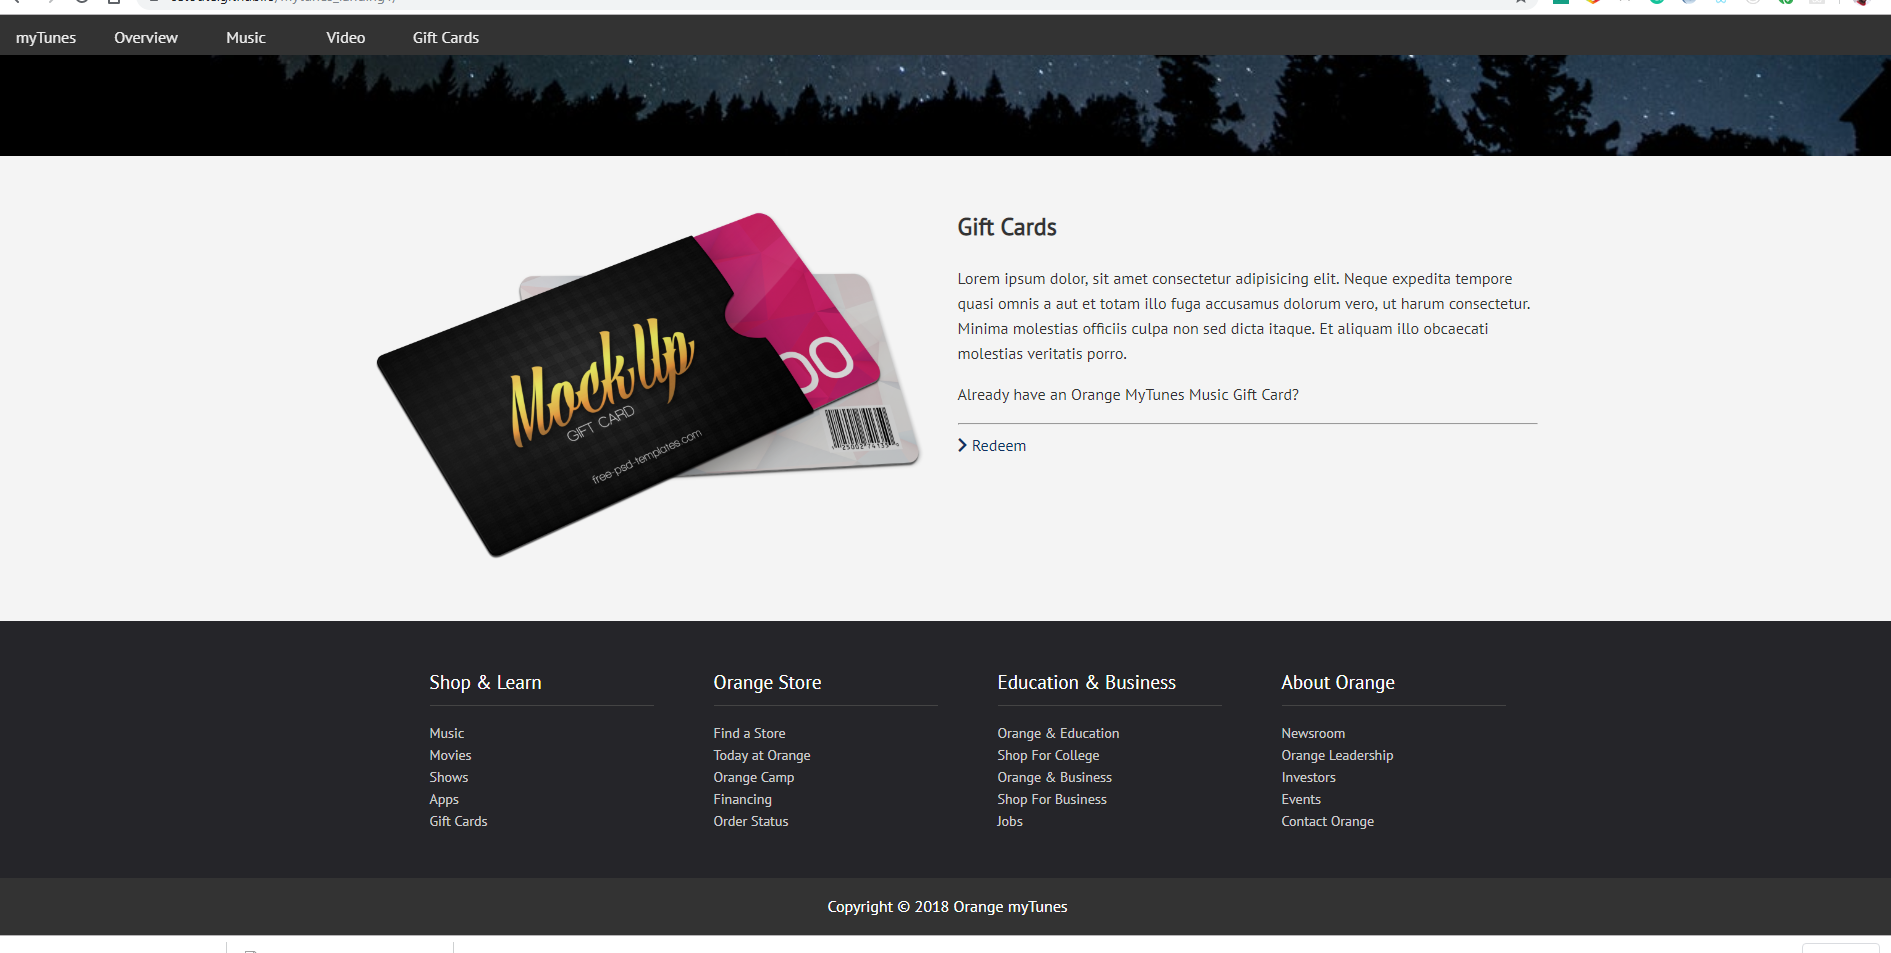 myTunes Overview Music Video Gift Cards
Gift Cards
Lorem ipsum dolor, sit amet consectetur adipisicing elit. Neque expedita tempore
quasi omnis a aut et totam illo fuga accusamus dolorum vero, ut harum consectetur.
Minima molestias officiis culpa non sed dicta itaque. Et aliquam illo obcaecati
molestias veritatis porro.
Already have an Orange MyTunes Music Gift Card?
Redeem
MockUp
GIFT CARD
free-psd-templates.com
00
Shop & Learn
Music
Movies
Shows
Apps
Gift Cards
Orange Store
Find a Store
Today at Orange
Orange Camp
Financing
Order Status
Education & Business
Orange & Education
Shop For College
Orange & Business
Shop For Business
Jobs
About Orange
Newsroom
Orange Leadership
Investors
Events
Contact Orange
Copyright © 2018 Orange myTunes